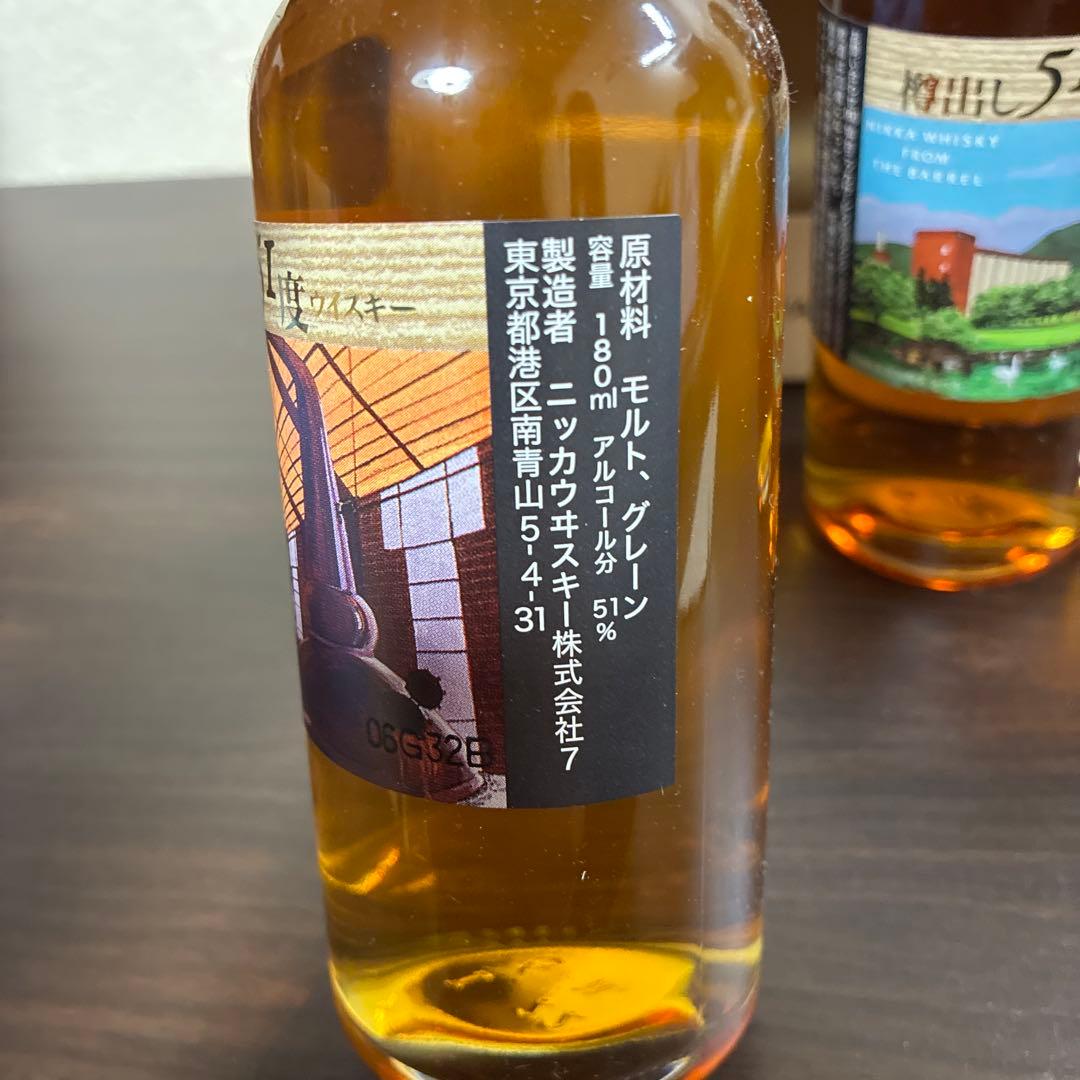 原材料 モルト、グレーン
容量 180ml アルコール分 51%
製造者 ニッカウヰスキー株式会社7
東京都港区南青山5-4-31
度ウイスキー
06G32B
樽出し5
NIKKA WHISKY
FROM
THE BARREL